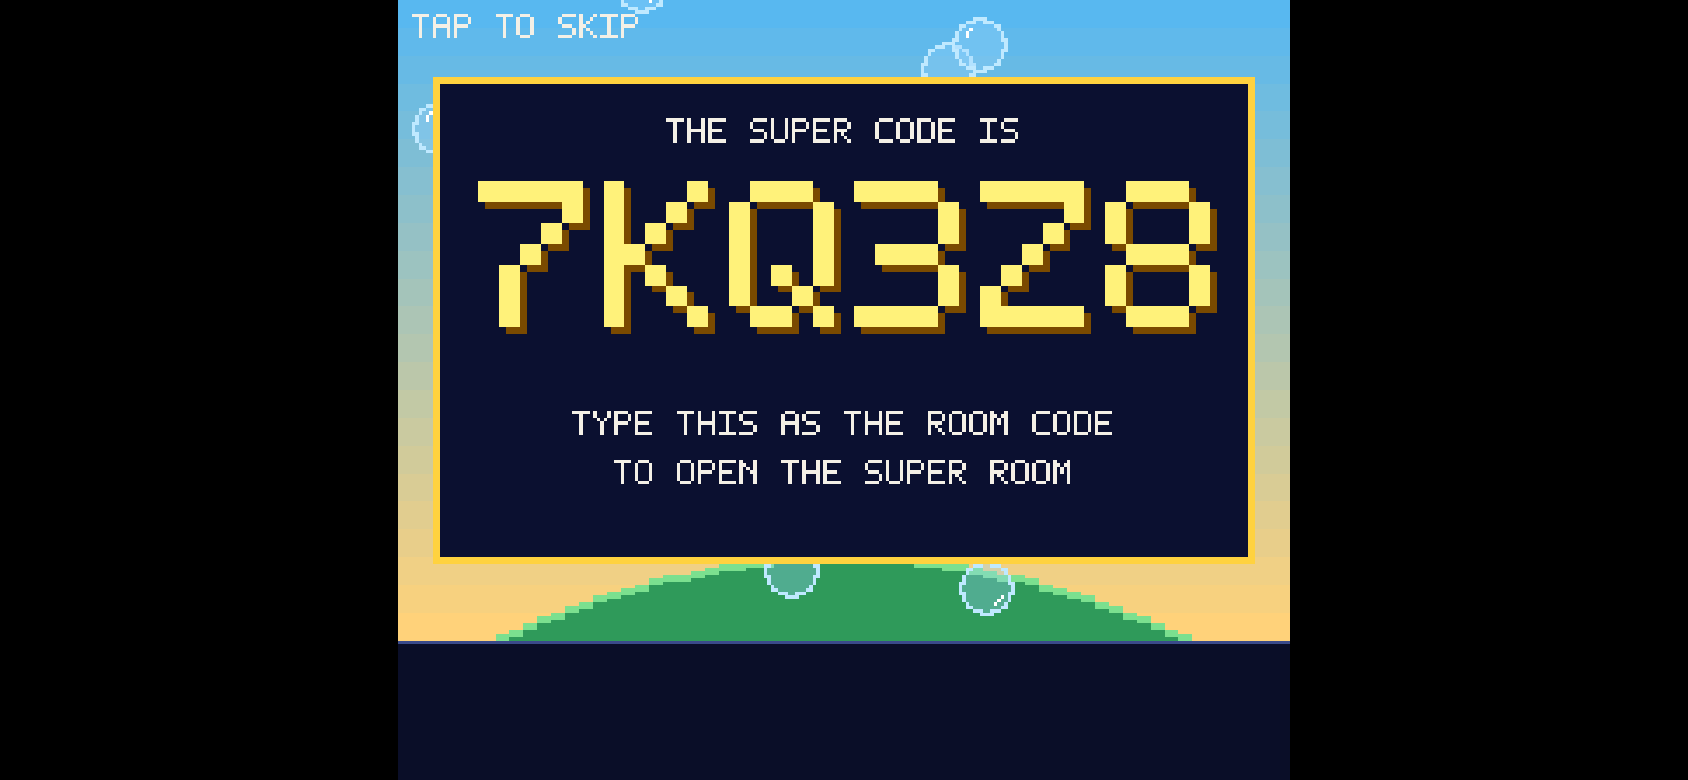 TAP TO SKIP
THE SUPER CODE IS
7KQ3Z8
TYPE THIS AS THE ROOM CODE
TO OPEN THE SUPER ROOM